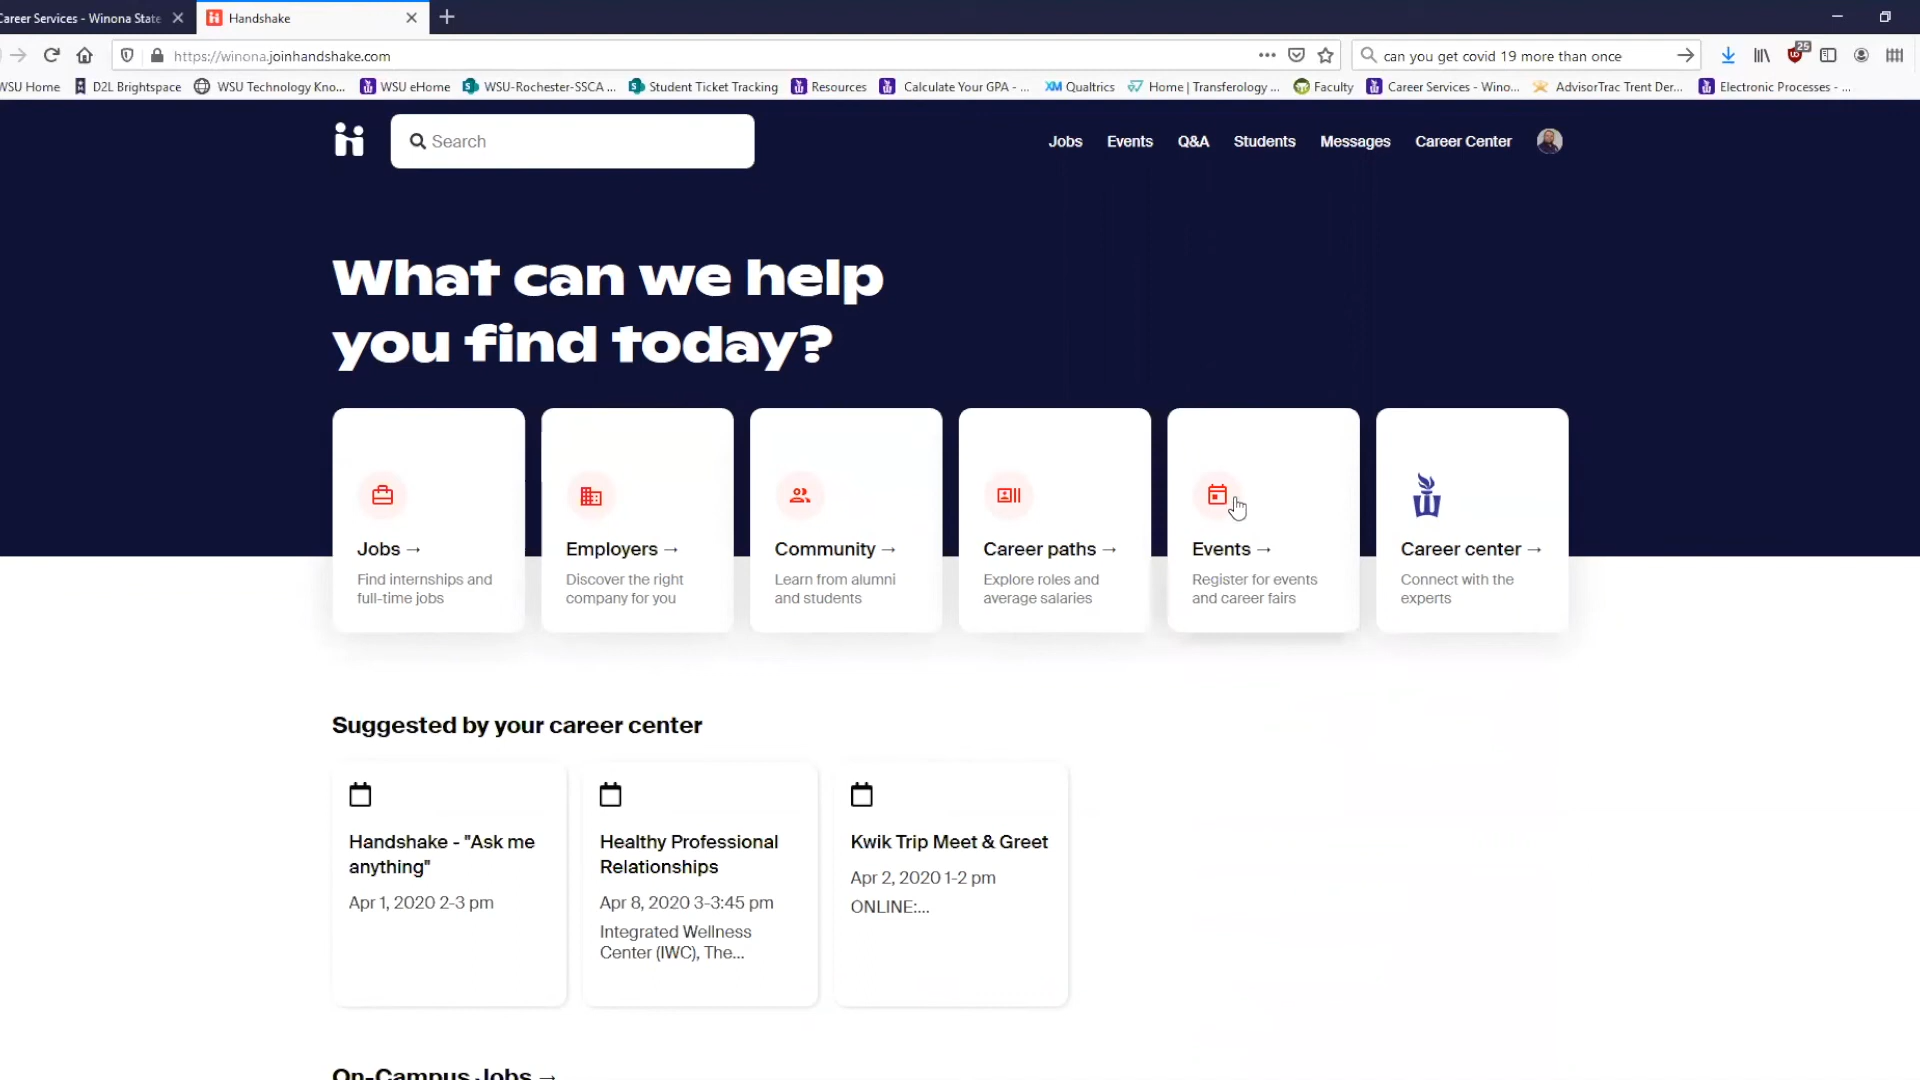 Career Services - Winona State
Handshake
https://winona.joinhandshake.com
can you get covid 19 more than once
25
WSU Home
D2L Brightspace
WSU Technology Kno...
WSU eHome
WSU-Rochester-SSCA ...
Student Ticket Tracking
Resources
Calculate Your GPA - ...
XM Qualtrics
Home | Transferology ...
Faculty
Career Services - Wino...
AdvisorTrac Trent Der...
Electronic Processes - ...
Search
Jobs
Events
Q&A
Students
Messages
Career Center
What can we help
you find today?
Jobs →
Find internships and
full-time jobs
Employers →
Discover the right
company for you
Community →
Learn from alumni
and students
Career paths →
Explore roles and
average salaries
Events →
Register for events
and career fairs
Career center →
Connect with the
experts
Suggested by your career center
Handshake - "Ask me
anything"
Apr 1, 2020 2-3 pm
Healthy Professional
Relationships
Apr 8, 2020 3-3:45 pm
Integrated Wellness
Center (IWC), The...
Kwik Trip Meet & Greet
Apr 2, 2020 1-2 pm
ONLINE:...
On-Campus Jobs →